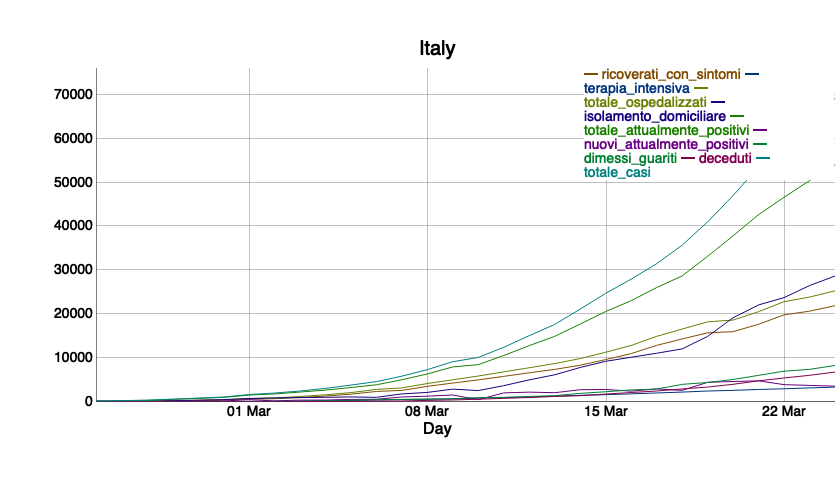 Italy
ricoverati_con_sintomi
terapia_intensiva
totale_ospedalizzati
isolamento_domiciliare
totale_attualmente_positivi
nuovi_attualmente_positivi
dimessi_guariti deceduti
totale_casi
70000
60000
50000
40000
30000
20000
10000
0
01 Mar 08 Mar 15 Mar 22 Mar
Day